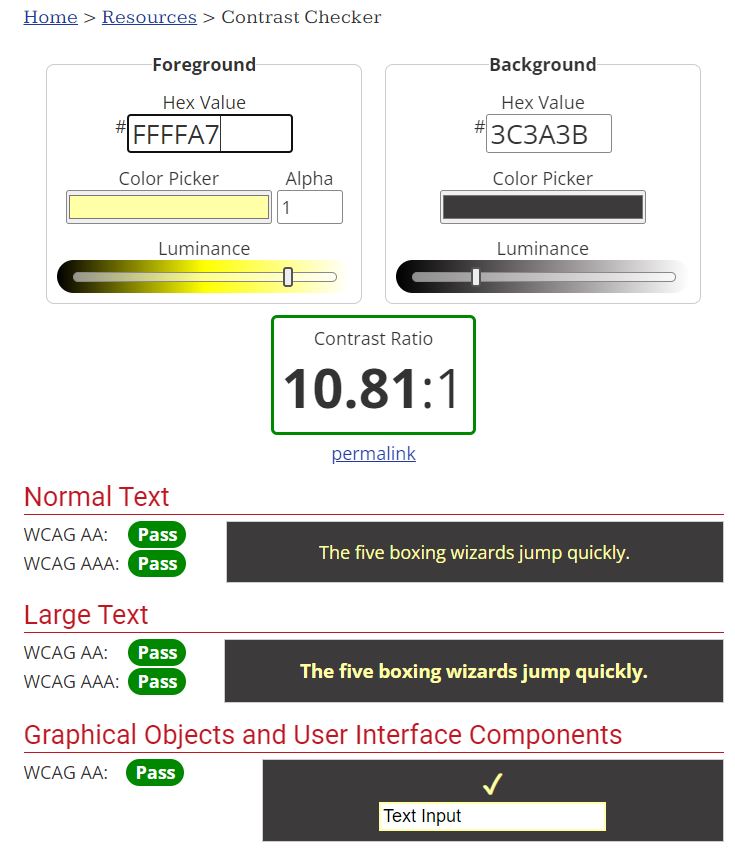 Home > Resources > Contrast Checker
Foreground
Hex Value
#FFFFA7
Color Picker Alpha
1
Luminance
Background
Hex Value
#3C3A3B
Color Picker
Luminance
Contrast Ratio
10.81:1
permalink
Normal Text
WCAG AA: Pass
WCAG AAA: Pass
The five boxing wizards jump quickly.
Large Text
WCAG AA: Pass
WCAG AAA: Pass
The five boxing wizards jump quickly.
Graphical Objects and User Interface Components
WCAG AA: Pass
✓
Text Input